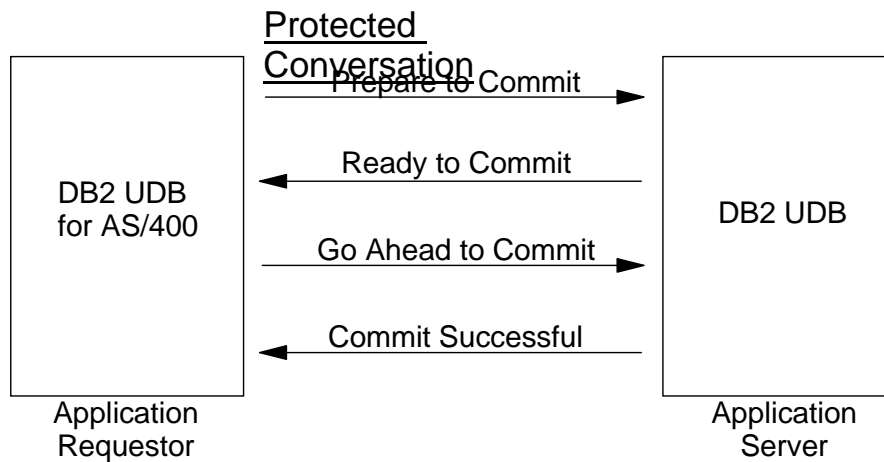 Protected
Conversation
Prepare to Commit
Ready to Commit
DB2 UDB
for AS/400
DB2 UDB
Go Ahead to Commit
Commit Successful
Application
Requestor
Application
Server